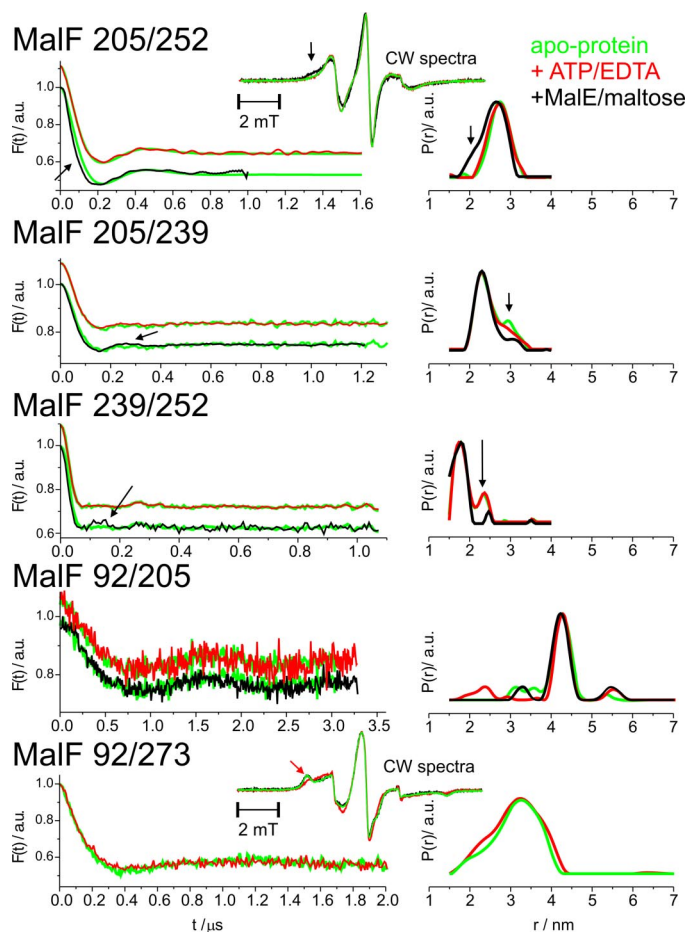 MalF 205/252
CW spectra
2 mT
apo-protein
+ ATP/EDTA
+MalE/maltose
F(t) / a.u.
1.0
0.8
0.6
0.0 0.2 0.4 0.6 0.8 1.0 1.2 1.4 1.6
P(r) / a.u.
1 2 3 4 5 6 7
MalF 205/239
F(t) / a.u.
1.0
0.8
0.0 0.2 0.4 0.6 0.8 1.0 1.2
P(r)/ a.u.
1 2 3 4 5 6 7
MalF 239/252
F(t) / a.u.
1.0
0.8
0.6
0.0 0.2 0.4 0.6 0.8 1.0
P(r)/ a.u.
1 2 3 4 5 6 7
MalF 92/205
F(t)/ a.u.
1.0
0.8
0.0 0.5 1.0 1.5 2.0 2.5 3.0 3.5
P(r)/ a.u.
1 2 3 4 5 6 7
MalF 92/273
CW spectra
2 mT
F(t)/ a.u.
1.0
0.8
0.6
0.0 0.2 0.4 0.6 0.8 1.0 1.2 1.4 1.6 1.8 2.0
t /µs
P(r)/ a.u.
1 2 3 4 5 6 7
r / nm